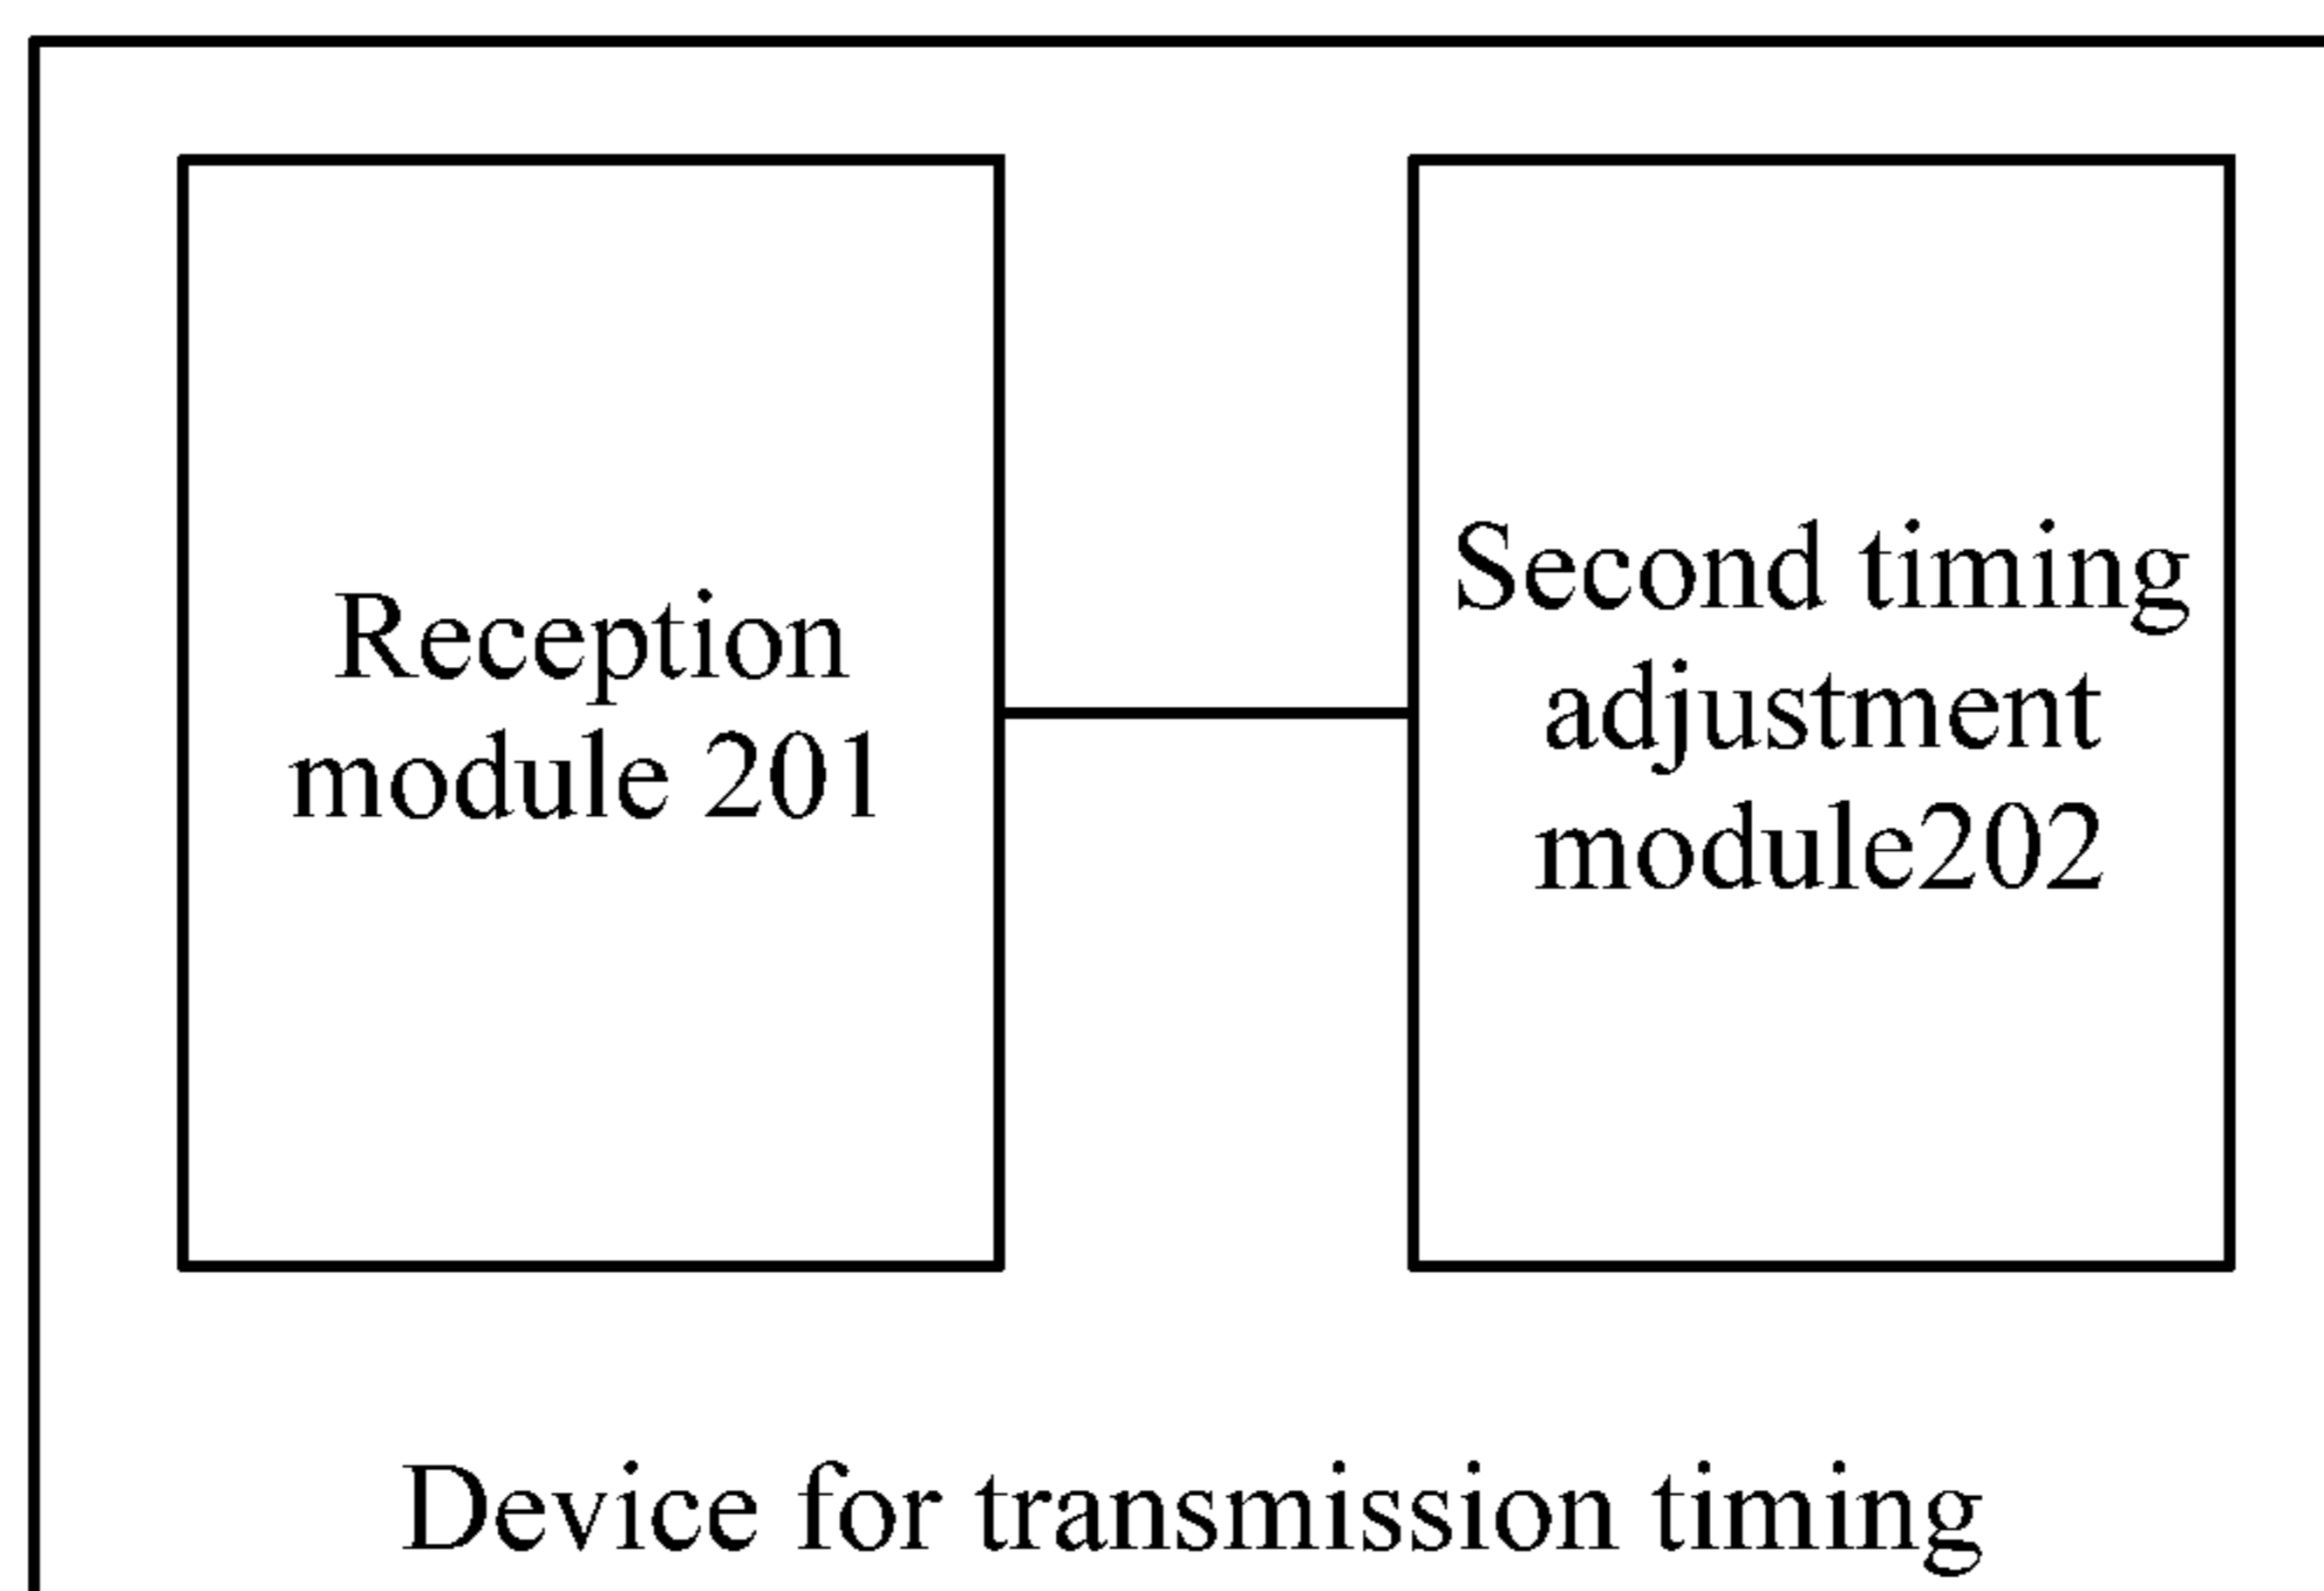 Reception
module 201
Second timing
adjustment
module202
Device for transmission timing